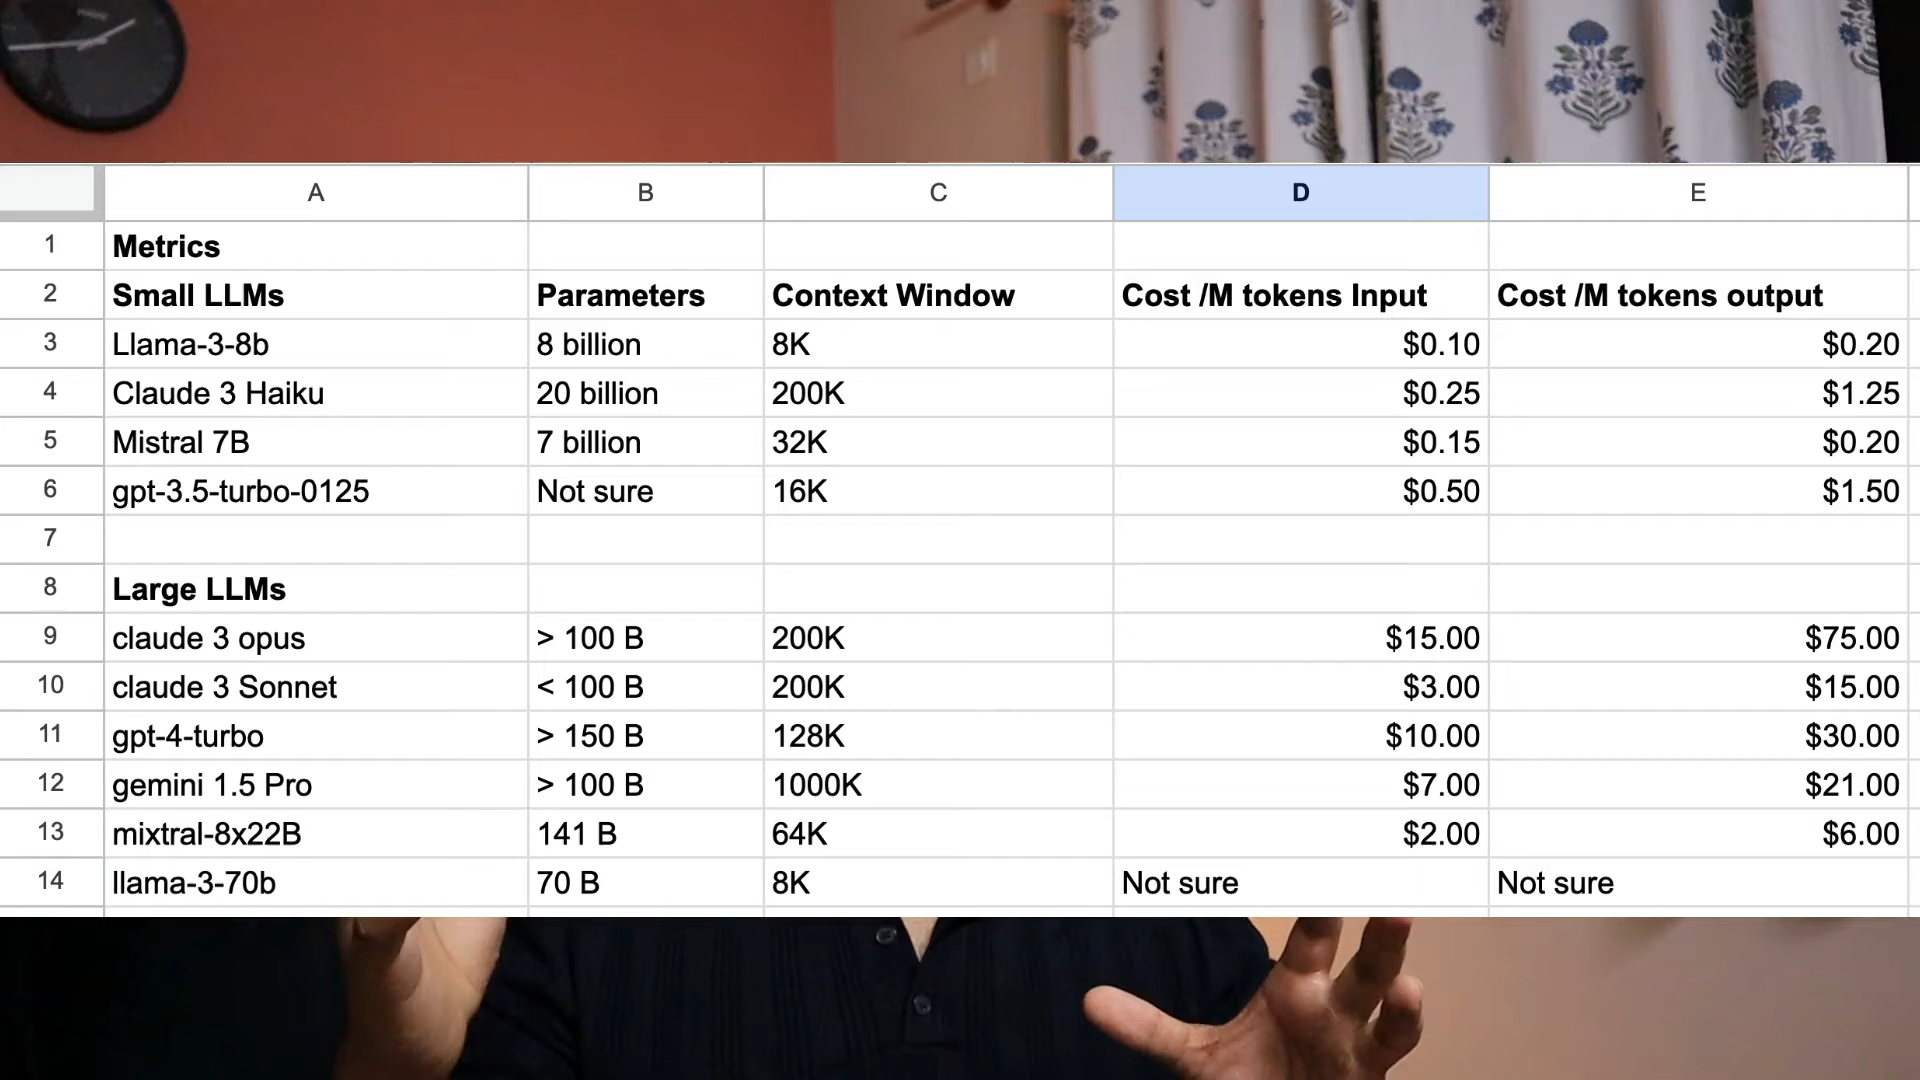 A B C D E
1 Metrics
2 Small LLMs Parameters Context Window Cost /M tokens Input Cost /M tokens output
3 Llama-3-8b 8 billion 8K $0.10 $0.20
4 Claude 3 Haiku 20 billion 200K $0.25 $1.25
5 Mistral 7B 7 billion 32K $0.15 $0.20
6 gpt-3.5-turbo-0125 Not sure 16K $0.50 $1.50
7
8 Large LLMs
9 claude 3 opus > 100 B 200K $15.00 $75.00
10 claude 3 Sonnet < 100 B 200K $3.00 $15.00
11 gpt-4-turbo > 150 B 128K $10.00 $30.00
12 gemini 1.5 Pro > 100 B 1000K $7.00 $21.00
13 mixtral-8x22B 141 B 64K $2.00 $6.00
14 llama-3-70b 70 B 8K Not sure Not sure